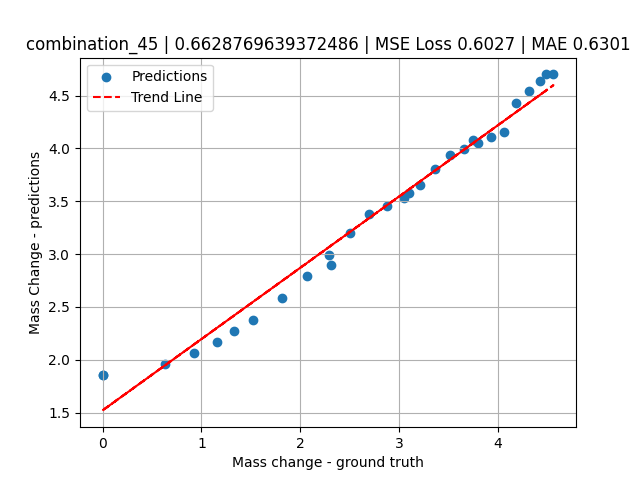 combination_45 | 0.6628769639372486 | MSE Loss 0.6027 | MAE 0.6301
Predictions
Trend Line
4.5
4.0
3.5
3.0
2.5
2.0
1.5
Mass Change - predictions
0 1 2 3 4
Mass change - ground truth